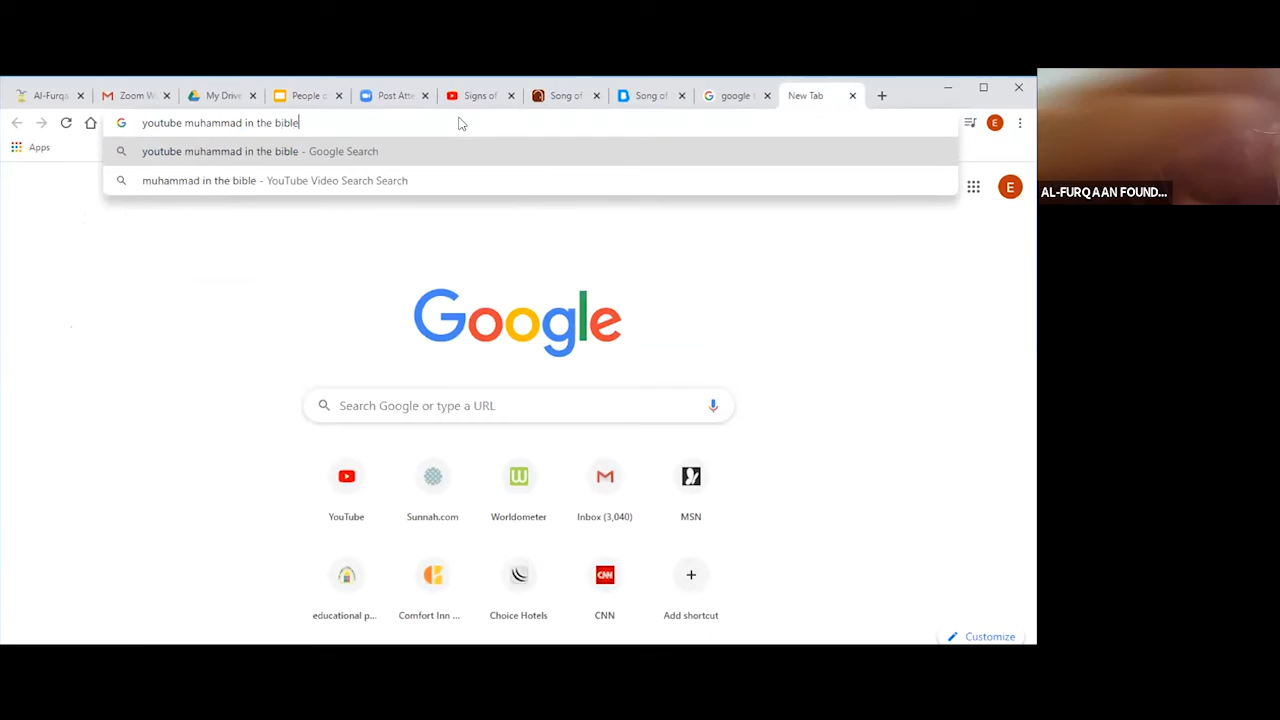 Al-Furqa
Zoom W
My Drive
People o
Post Atte
Signs of
Song of
Song of
google
New Tab
youtube muhammad in the bible
Apps
youtube muhammad in the bible - Google Search
muhammad in the bible - YouTube Video Search Search
E
E
AL-FURQAAN FOUND...
Google
Search Google or type a URL
YouTube
Sunnah.com
Worldometer
Inbox (3,040)
MSN
educational p...
Comfort Inn ...
Choice Hotels
CNN
Add shortcut
Customize